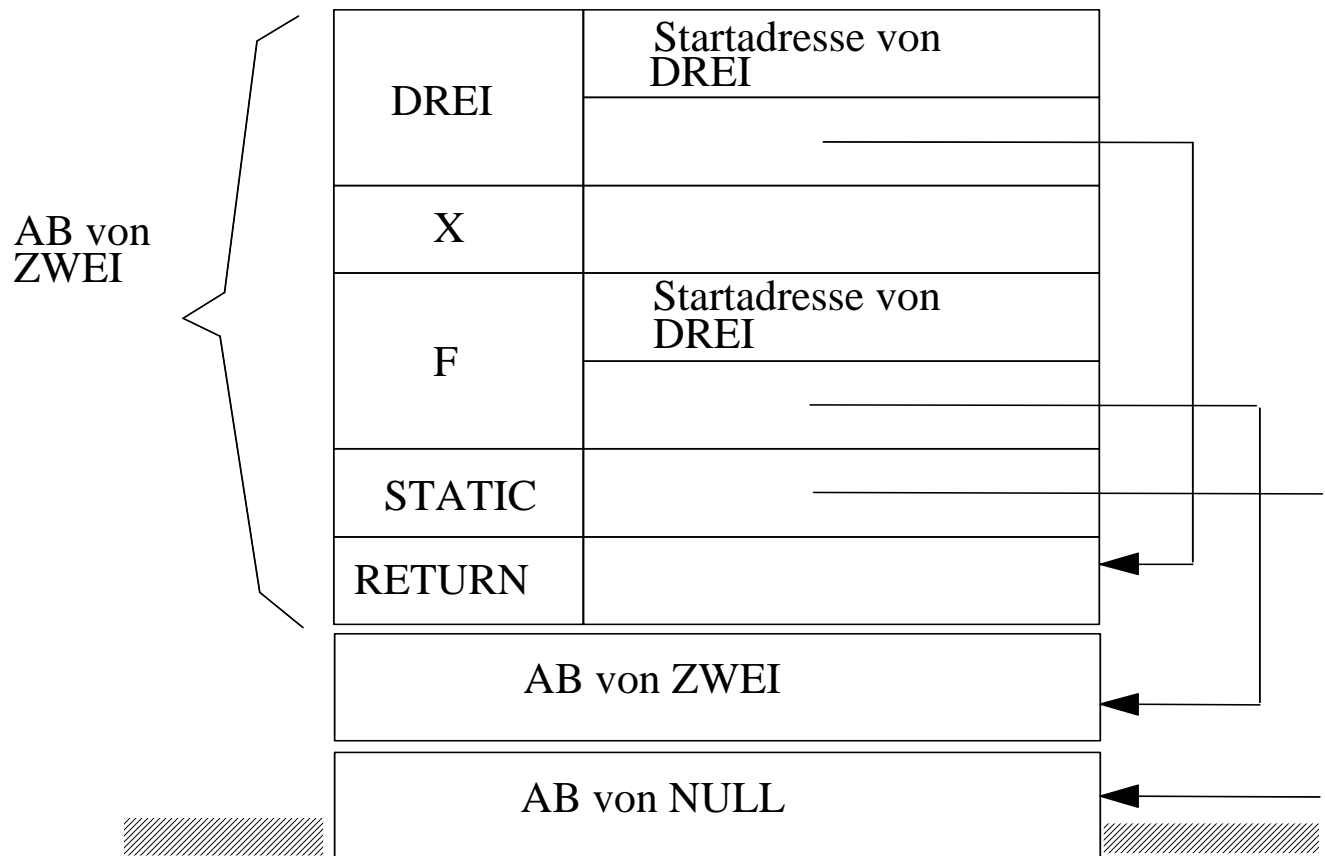 Startadresse von
DREI
DREI
AB von
ZWEI
X
Startadresse von
DREI
F
STATIC
RETURN
AB von ZWEI
AB von NULL